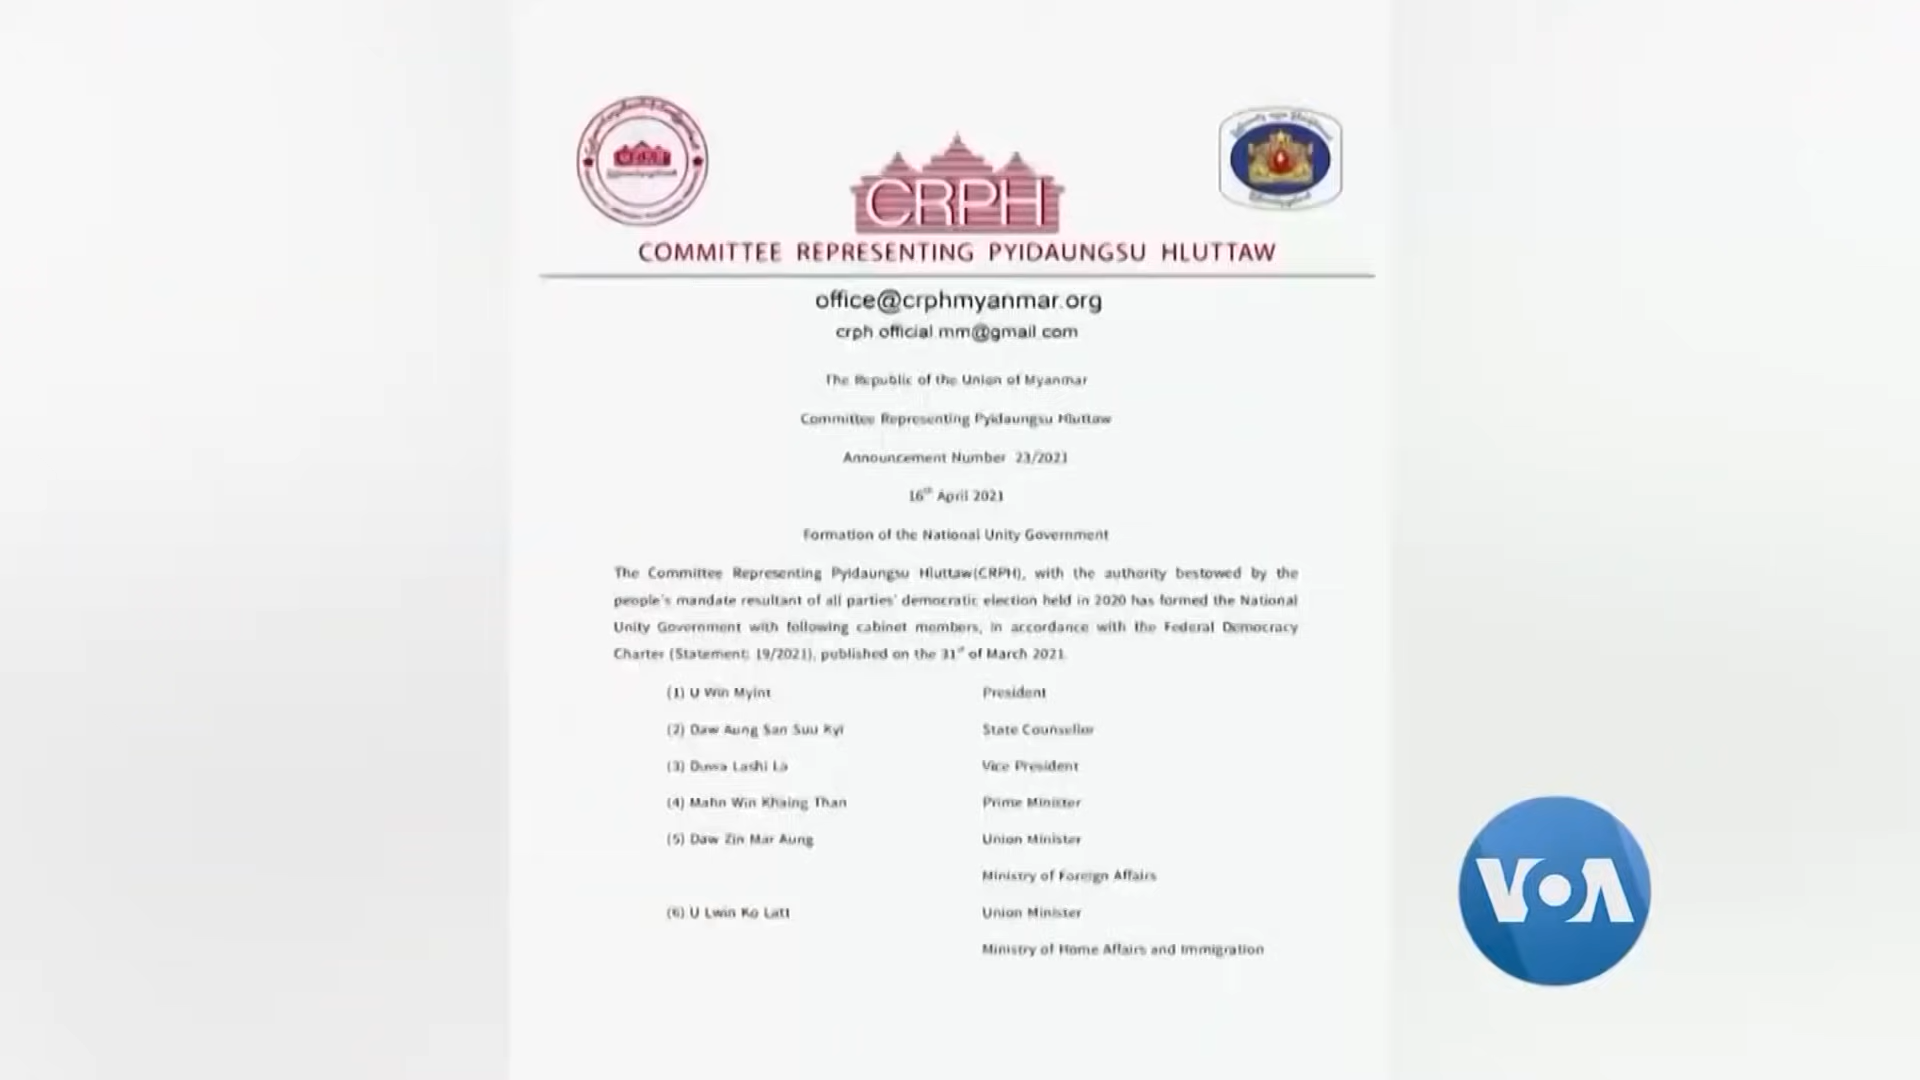 CRPH
COMMITTEE REPRESENTING PYIDAUNGSU HLUTTAW
office@crphmyanmar.org
crph official.mm@gmail.com
The Republic of the Union of Myanmar
Committee Representing Pyidaungsu Hluttaw
Announcement Number 23/2021
16th April 2021
Formation of the National Unity Government
The Committee Representing Pyidaungsu Hluttaw(CRPH), with the authority bestowed by the
people's mandate resultant of all parties' democratic election held in 2020 has formed the National
Unity Government with following cabinet members, in accordance with the Federal Democracy
Charter (Statement: 19/2021), published on the 31st of March 2021.
(1) U Win Myint President
(2) Daw Aung San Suu Kyi State Counsellor
(3) Duwa Lashi La Vice President
(4) Mahn Win Khaing Than Prime Minister
(5) Daw Zin Mar Aung Union Minister
Ministry of Foreign Affairs
(6) U Lwin Ko Latt Union Minister
Ministry of Home Affairs and Immigration
VOA